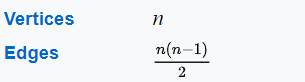 Vertices n
Edges n(n−1)/2